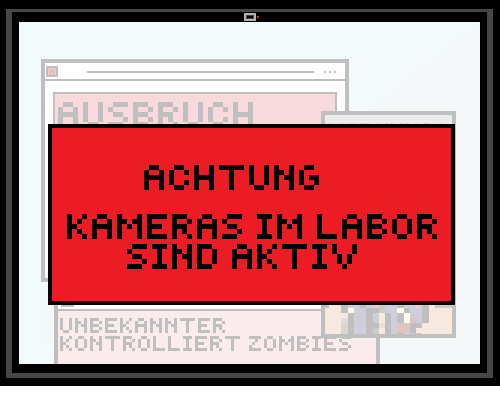 AUSBRUCH
ACHTUNG
KAMERAS IM LABOR
SIND AKTIV
UNBEKANNTER
KONTROLLIERT ZOMBIES